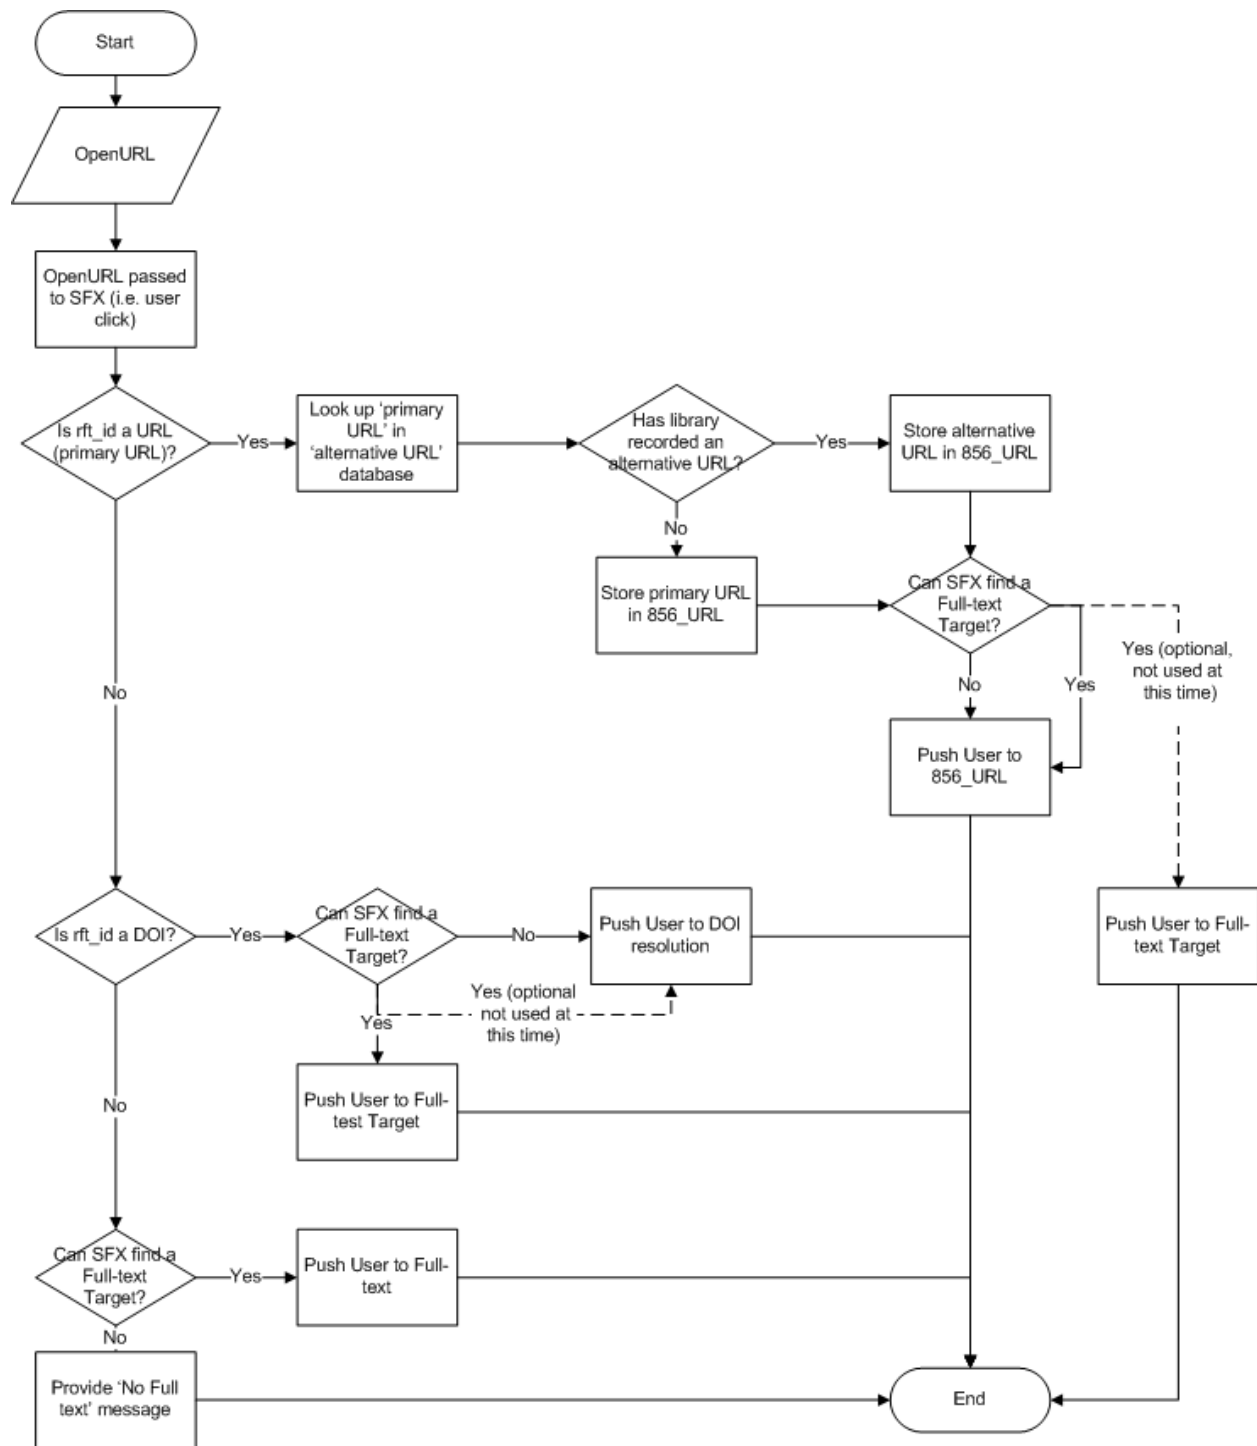 Start
OpenURL
OpenURL passed
to SFX (i.e. user
click)
Is rft_id a URL
(primary URL)?
Yes
Look up ‘primary
URL’ in
‘alternative URL’
database
Has library
recorded an
alternative URL?
Yes
Store alternative
URL in 856_URL
No
Store primary URL
in 856_URL
Can SFX find a
Full-text
Target?
Yes (optional,
not used at
this time)
No
Yes
No
Push User to
856_URL
Is rft_id a DOI?
Yes
Can SFX find a
Full-text
Target?
No
Push User to DOI
resolution
Push User to Full-
text Target
Yes (optional
not used at
this time)
Yes
Push User to Full-
test Target
No
Can SFX find a
Full-text
Target?
Yes
Push User to Full-
text
No
Provide ‘No Full
text’ message
End